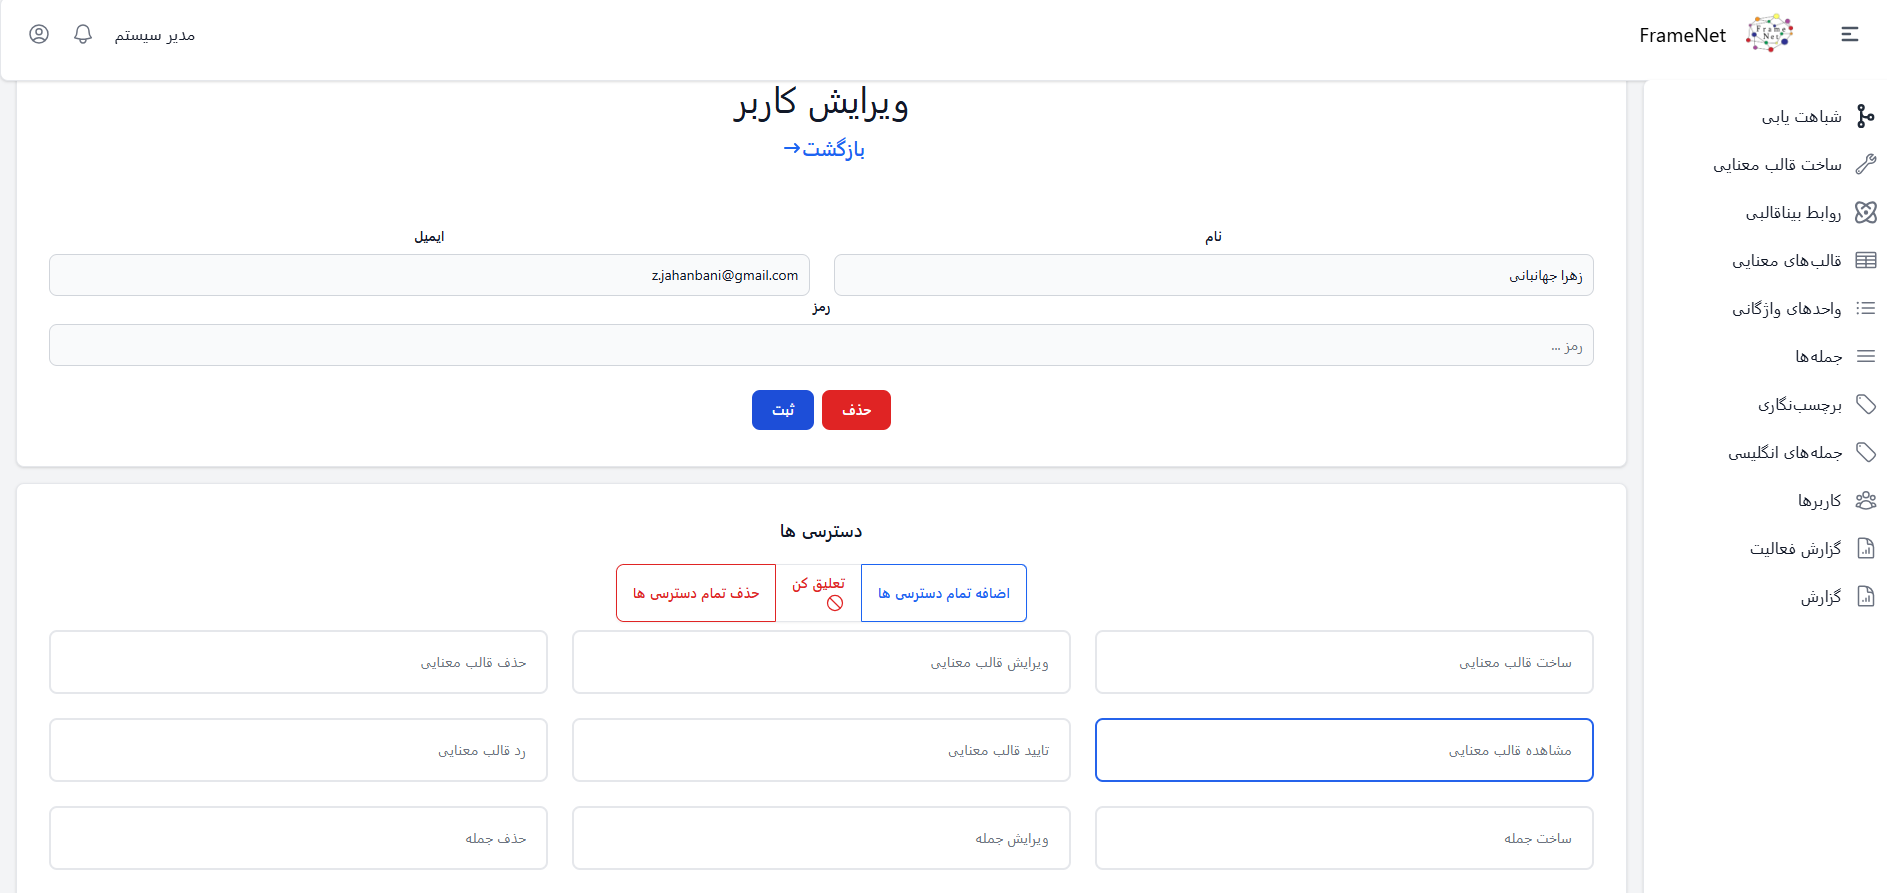 FrameNet
مدیر سیستم
شباهت یابی
ساخت قالب معنایی
روابط بیناقالبی
قالب‌های معنایی
واحدهای واژگانی
جمله‌ها
برچسب‌نگاری
جمله‌های انگلیسی
کاربرها
گزارش فعالیت
گزارش
ویرایش کاربر
بازگشت→
نام
ایمیل
زهرا جهانبانی
z.jahanbani@gmail.com
رمز
رمز ...
حذف
ثبت
دسترسی ها
اضافه تمام دسترسی ها
تعلیق کن
حذف تمام دسترسی ها
ساخت قالب معنایی
ویرایش قالب معنایی
حذف قالب معنایی
مشاهده قالب معنایی
تایید قالب معنایی
رد قالب معنایی
ساخت جمله
ویرایش جمله
حذف جمله